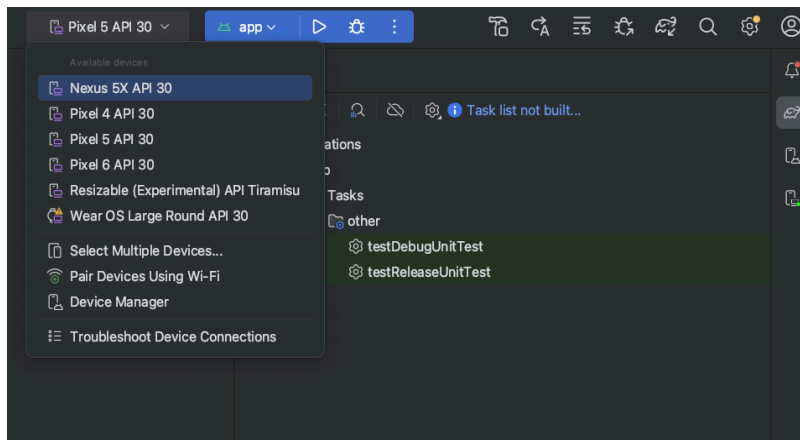 Pixel 5 API 30
app
Available devices
Nexus 5X API 30
Pixel 4 API 30
Pixel 5 API 30
Pixel 6 API 30
Resizable (Experimental) API Tiramisu
Wear OS Large Round API 30
Select Multiple Devices...
Pair Devices Using Wi-Fi
Device Manager
Troubleshoot Device Connections
Task list not built...
ations
Tasks
other
testDebugUnitTest
testReleaseUnitTest